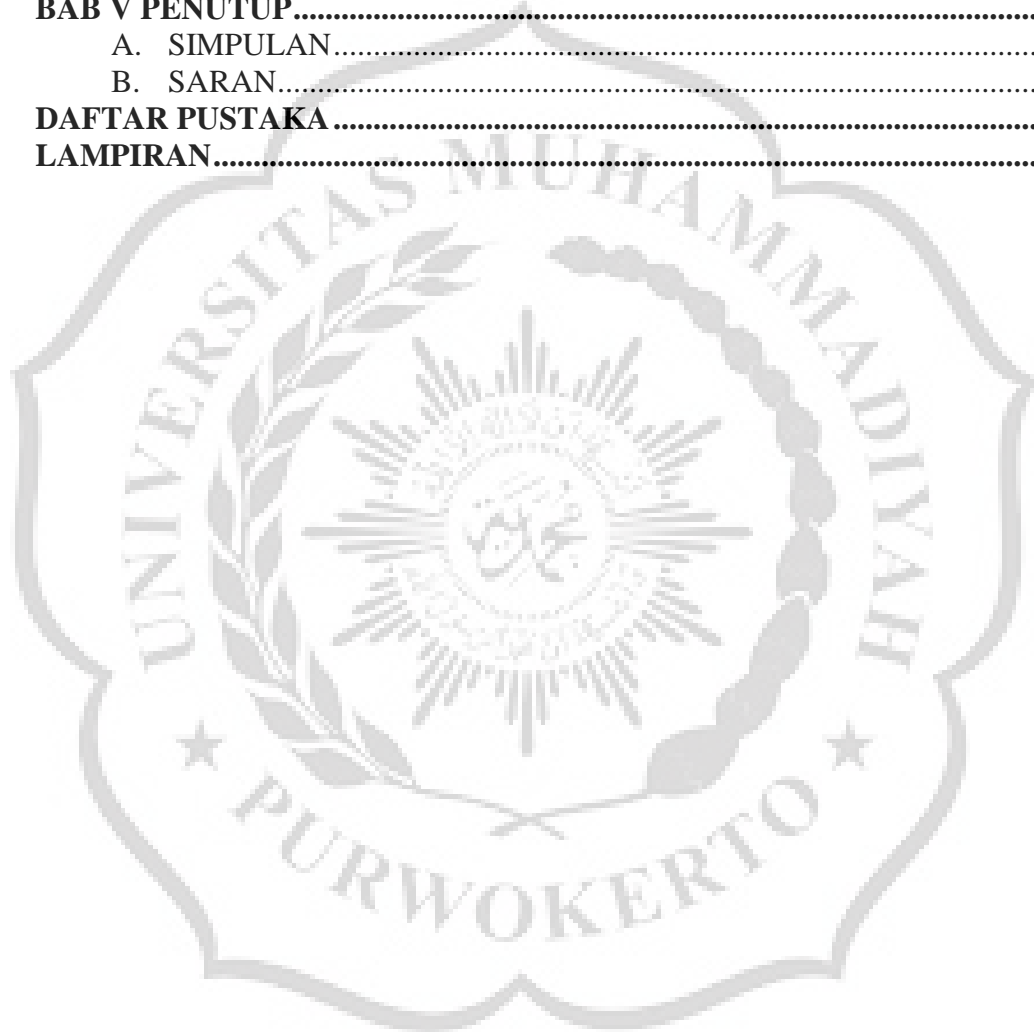 BAB V PENUTUP
A. SIMPULAN
B. SARAN
DAFTAR PUSTAKA
LAMPIRAN
UNIVERSITAS MUHAMMADIYAH
PURWOKERTO